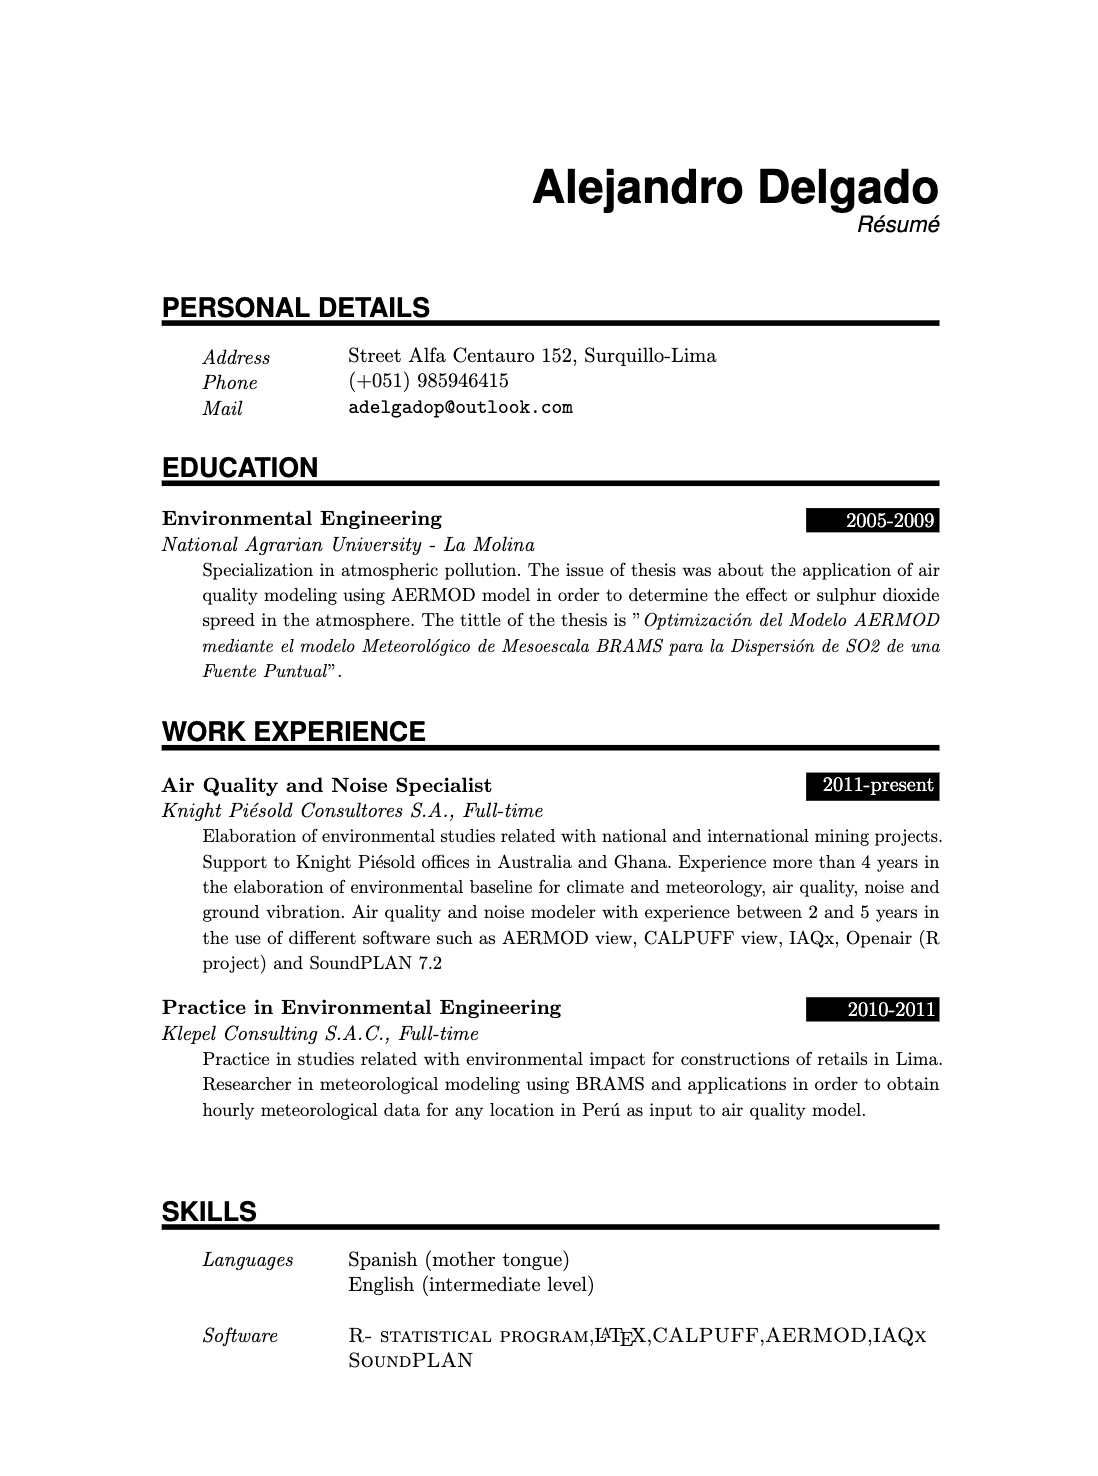 Alejandro Delgado
Résumé
PERSONAL DETAILS
Address Street Alfa Centauro 152, Surquillo-Lima
Phone (+051) 985946415
Mail adelgadop@outlook.com
EDUCATION
Environmental Engineering 2005-2009
National Agrarian University - La Molina
Specialization in atmospheric pollution. The issue of thesis was about the application of air
quality modeling using AERMOD model in order to determine the effect or sulphur dioxide
spreed in the atmosphere. The tittle of the thesis is ”Optimización del Modelo AERMOD
mediante el modelo Meteorológico de Mesoescala BRAMS para la Dispersión de SO2 de una
Fuente Puntual”.
WORK EXPERIENCE
Air Quality and Noise Specialist 2011-present
Knight Piésold Consultores S.A., Full-time
Elaboration of environmental studies related with national and international mining projects.
Support to Knight Piésold offices in Australia and Ghana. Experience more than 4 years in
the elaboration of environmental baseline for climate and meteorology, air quality, noise and
ground vibration. Air quality and noise modeler with experience between 2 and 5 years in
the use of different software such as AERMOD view, CALPUFF view, IAQx, Openair (R
project) and SoundPLAN 7.2
Practice in Environmental Engineering 2010-2011
Klepel Consulting S.A.C., Full-time
Practice in studies related with environmental impact for constructions of retails in Lima.
Researcher in meteorological modeling using BRAMS and applications in order to obtain
hourly meteorological data for any location in Perú as input to air quality model.
SKILLS
Languages Spanish (mother tongue)
English (intermediate level)
Software R- statistical program,LATEX,CALPUFF,AERMOD,IAQx
SoundPLAN